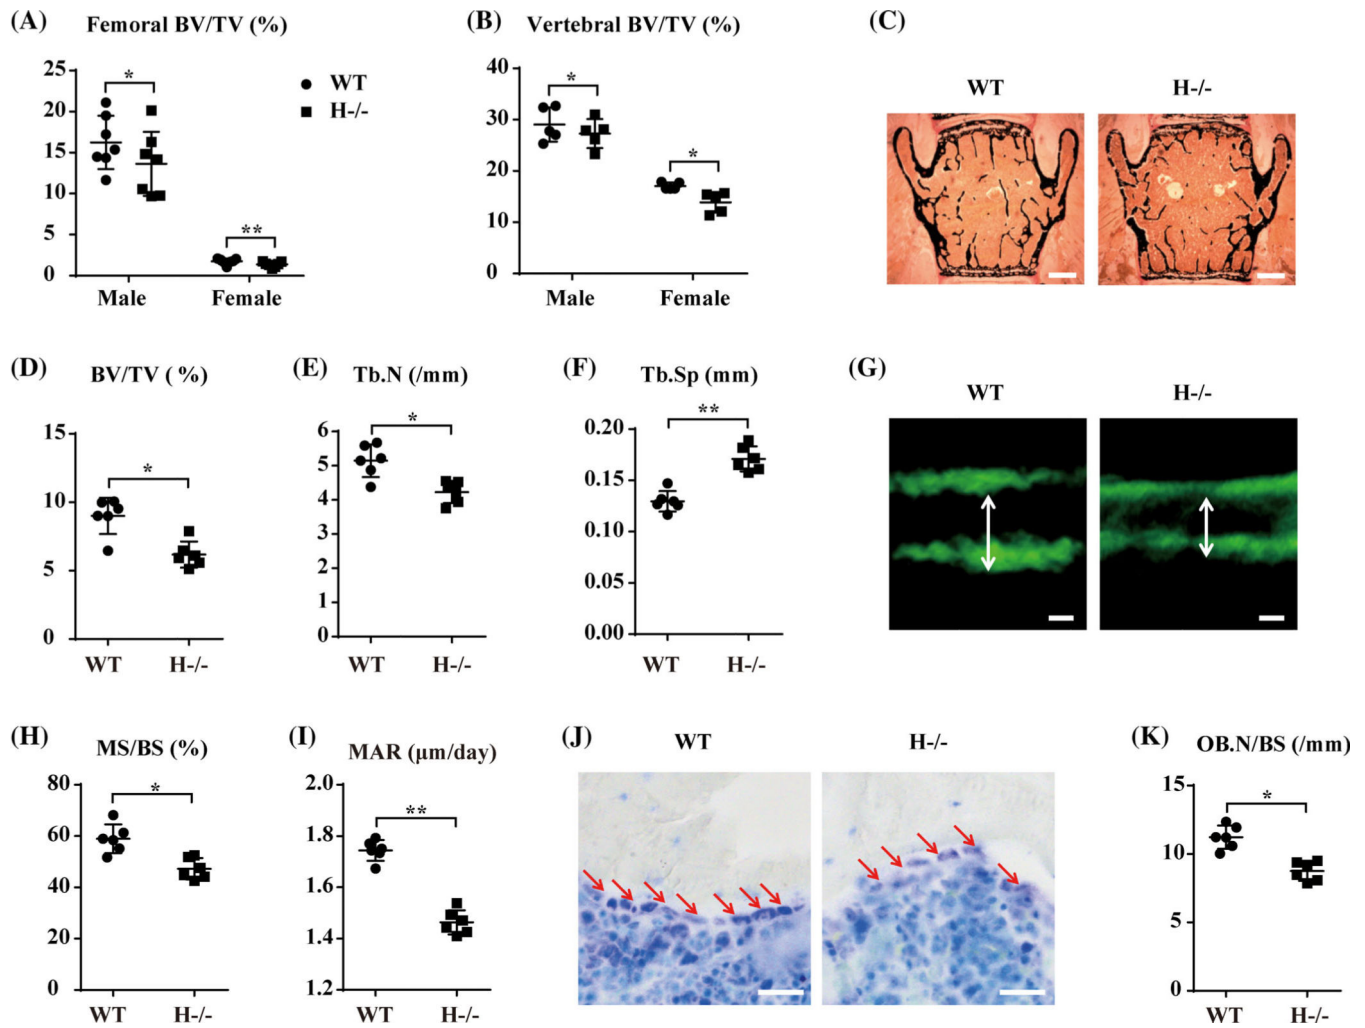 (A) Femoral BV/TV (%)
25
20
15
10
5
0
*
**
Male Female
WT
H-/-
(B) Vertebral BV/TV (%)
40
30
20
10
0
*
*
Male Female
(C)
WT H-/-
(D) BV/TV ( %)
15
10
5
0
*
WT H-/-
(E) Tb.N (/mm)
6
5
4
3
2
1
0
*
WT H-/-
(F) Tb.Sp (mm)
0.20
0.15
0.10
0.05
0.00
**
WT H-/-
(G)
WT H-/-
(H) MS/BS (%)
80
60
40
20
0
*
WT H-/-
(I) MAR (μm/day)
2.0
1.8
1.6
1.4
1.2
**
WT H-/-
(J)
WT H-/-
(K) OB.N/BS (/mm)
15
10
5
0
*
WT H-/-